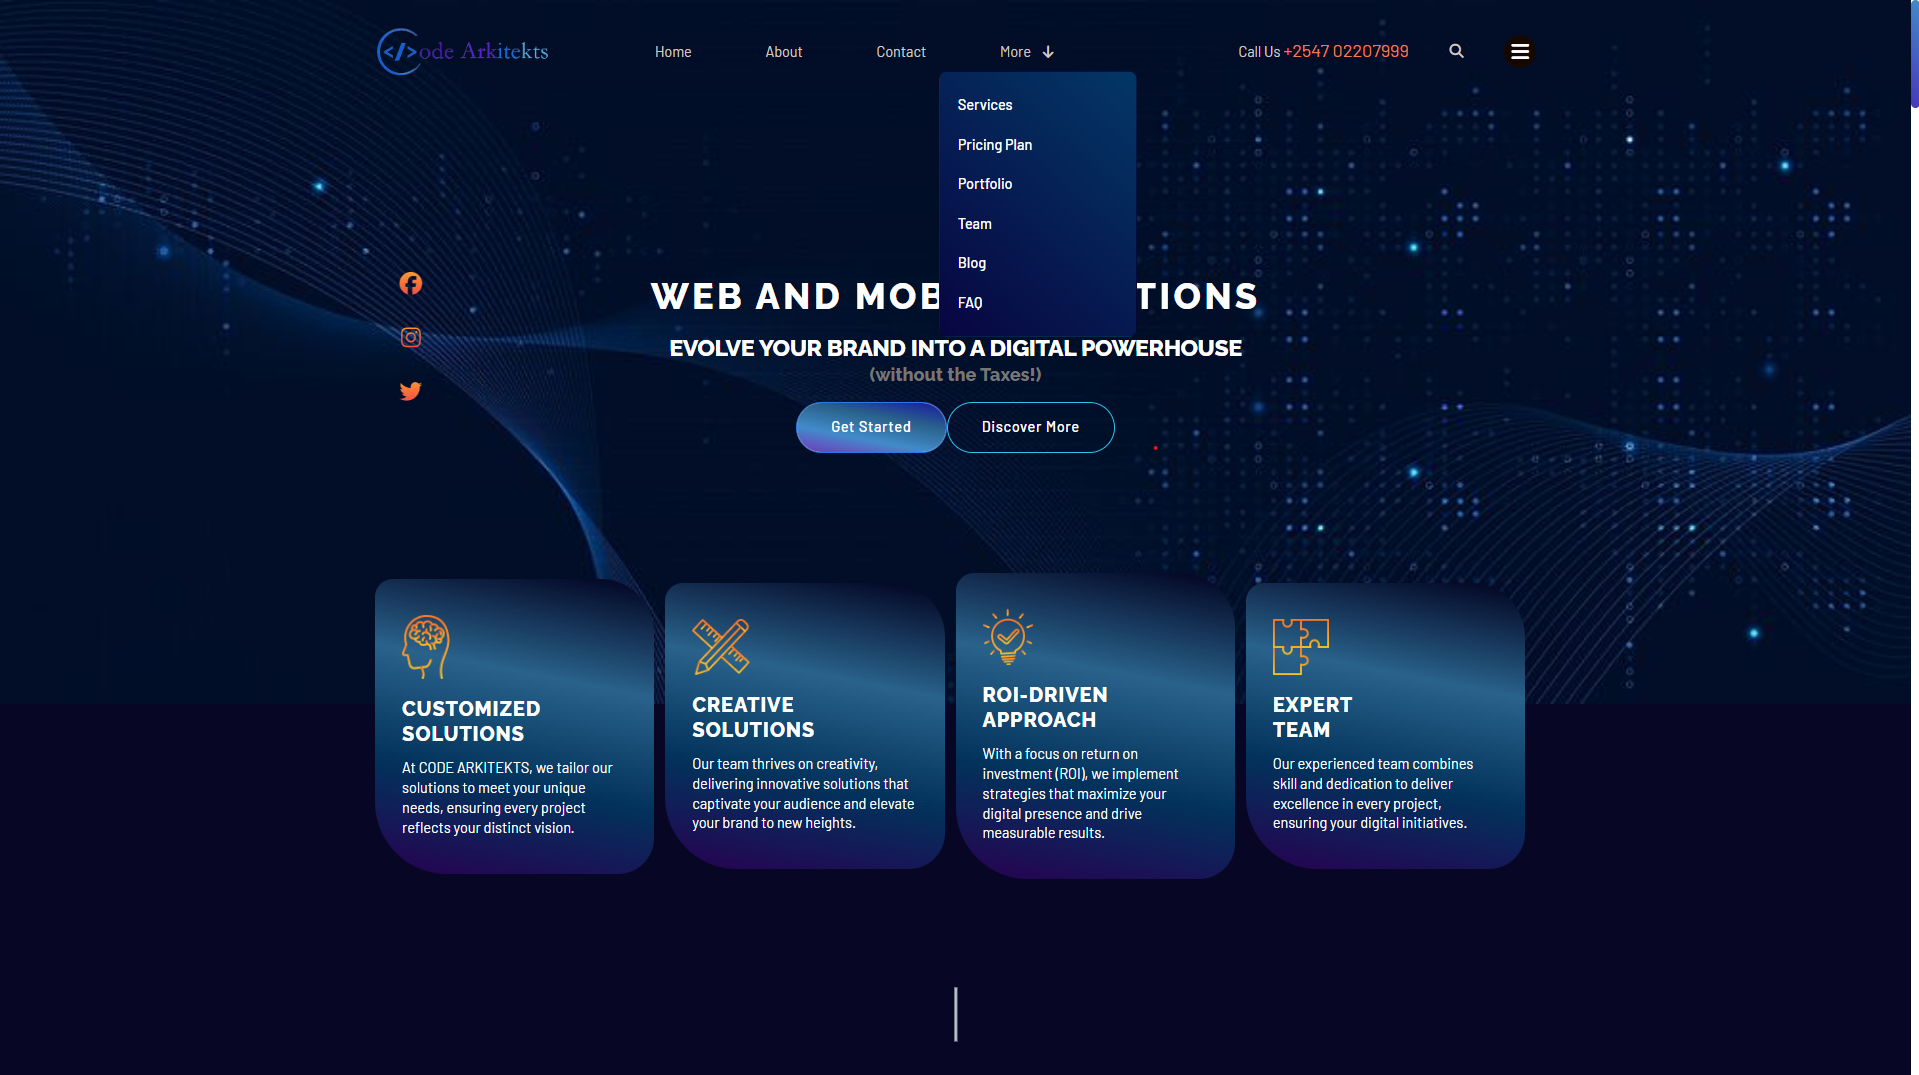 </>ode Arkitekts
Home
About
Contact
More
Call Us +2547 02207999
Services
Pricing Plan
Portfolio
Team
Blog
FAQ
WEB AND MOB TIONS
EVOLVE YOUR BRAND INTO A DIGITAL POWERHOUSE
(without the Taxes!)
Get Started
Discover More
CUSTOMIZED
SOLUTIONS
At CODE ARKITEKTS, we tailor our
solutions to meet your unique
needs, ensuring every project
reflects your distinct vision.
CREATIVE
SOLUTIONS
Our team thrives on creativity,
delivering innovative solutions that
captivate your audience and elevate
your brand to new heights.
ROI-DRIVEN
APPROACH
With a focus on return on
investment (ROI), we implement
strategies that maximize your
digital presence and drive
measurable results.
EXPERT
TEAM
Our experienced team combines
skill and dedication to deliver
excellence in every project,
ensuring your digital initiatives.